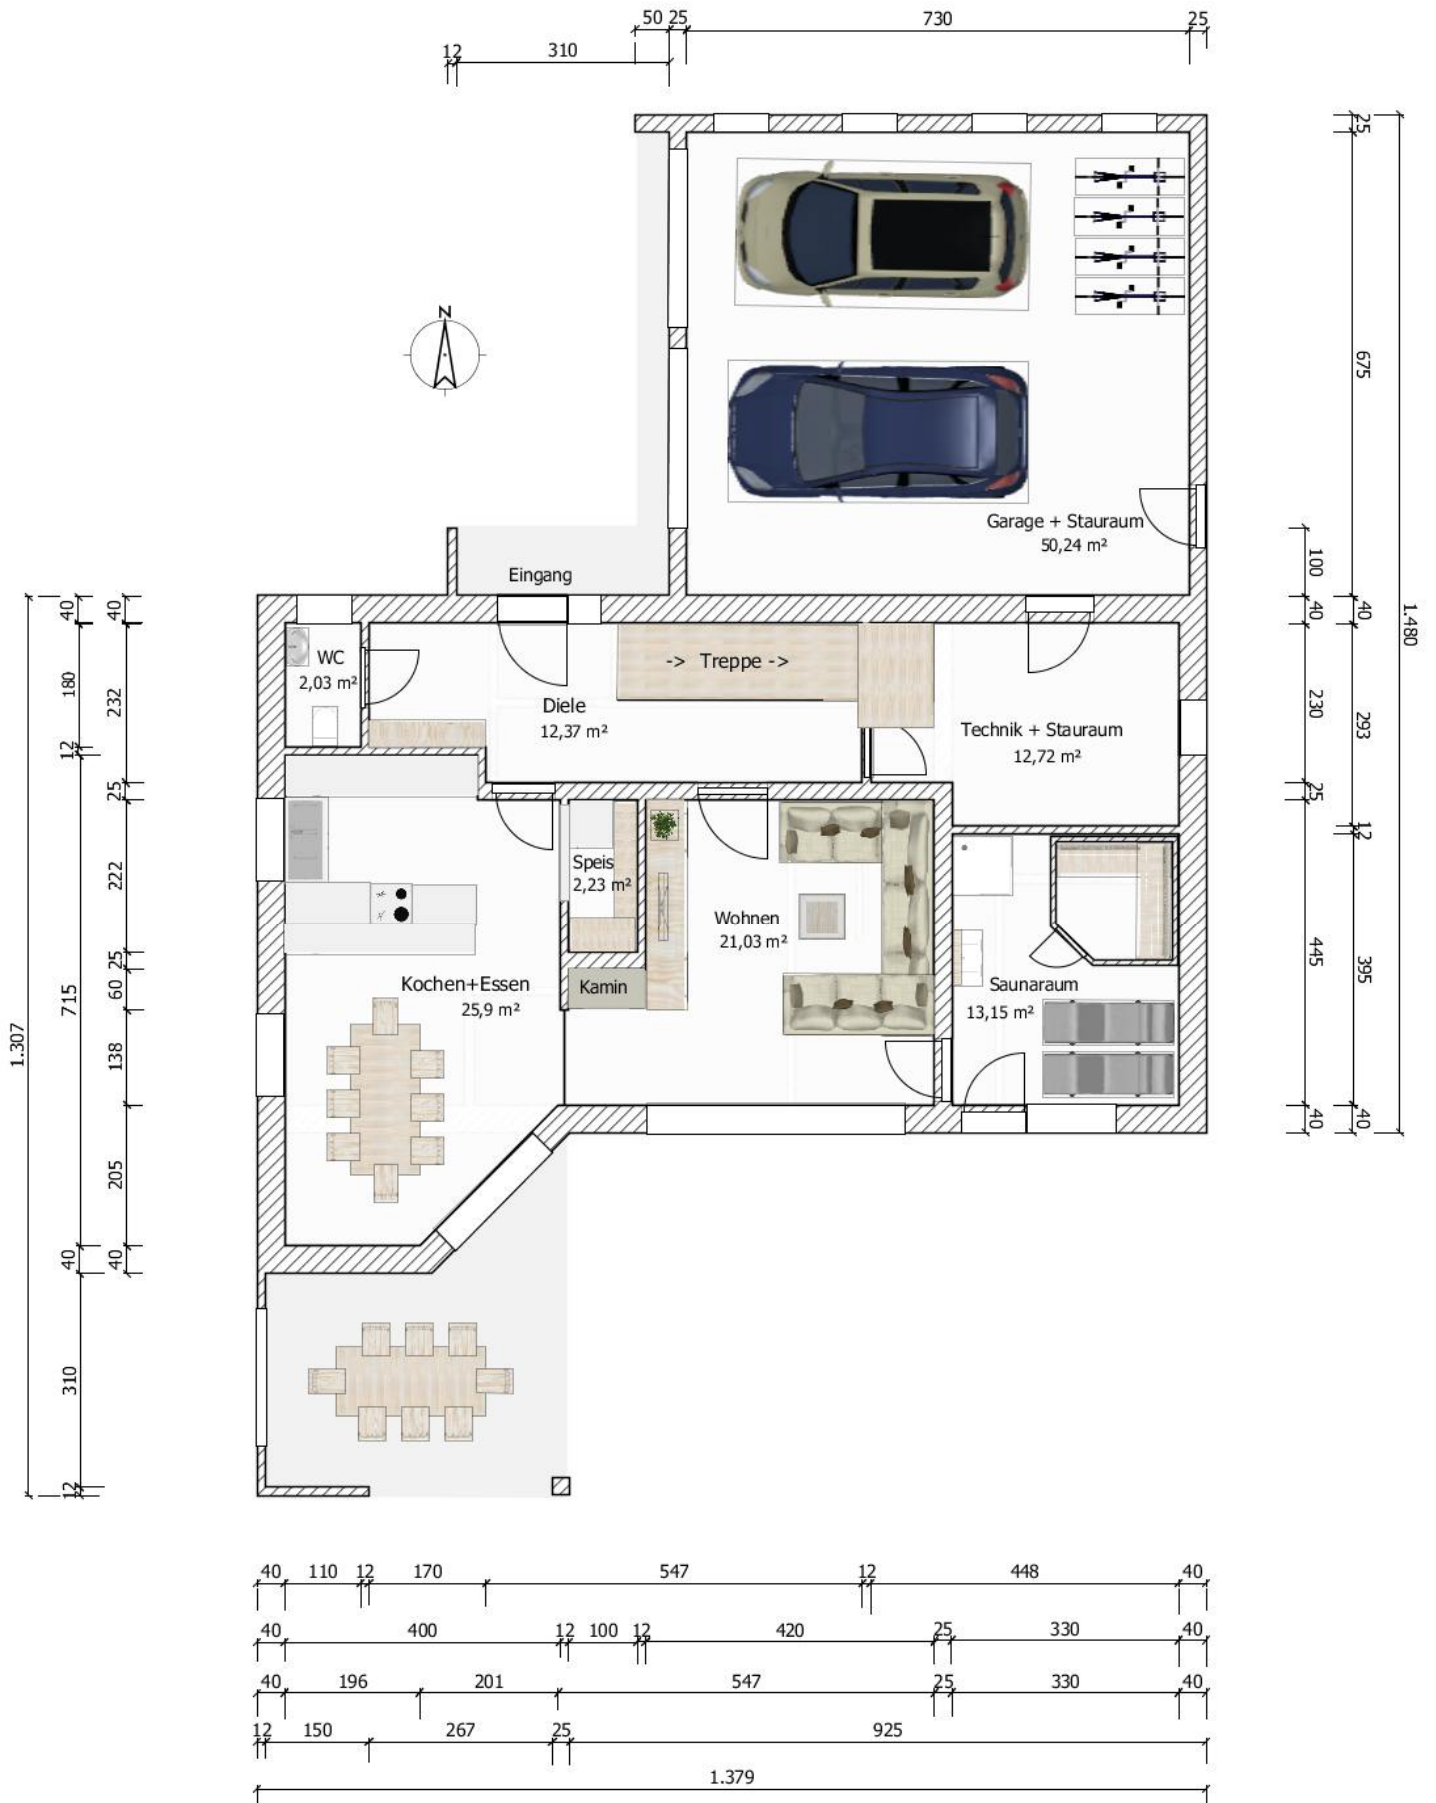 50 25 730 25
12 310
N
25
675
1.480
Garage + Stauraum
50,24 m²
100
Eingang
40 40
40 40
1.307
WC
2,03 m²
180 232
-> Treppe ->
Diele
12,37 m²
Technik + Stauraum
12,72 m²
230 293
12 25
25 12
222
Speis
2,23 m²
Wohnen
21,03 m²
445 395
25
60
715
Kochen+Essen
25,9 m²
Kamin
Saunaraum
13,15 m²
138
40 40
205
40 40
310
12
40 110 12 170 547 12 448 40
40 400 12 100 12 420 25 330 40
40 196 201 547 25 330 40
12 150 267 25 925
1.379